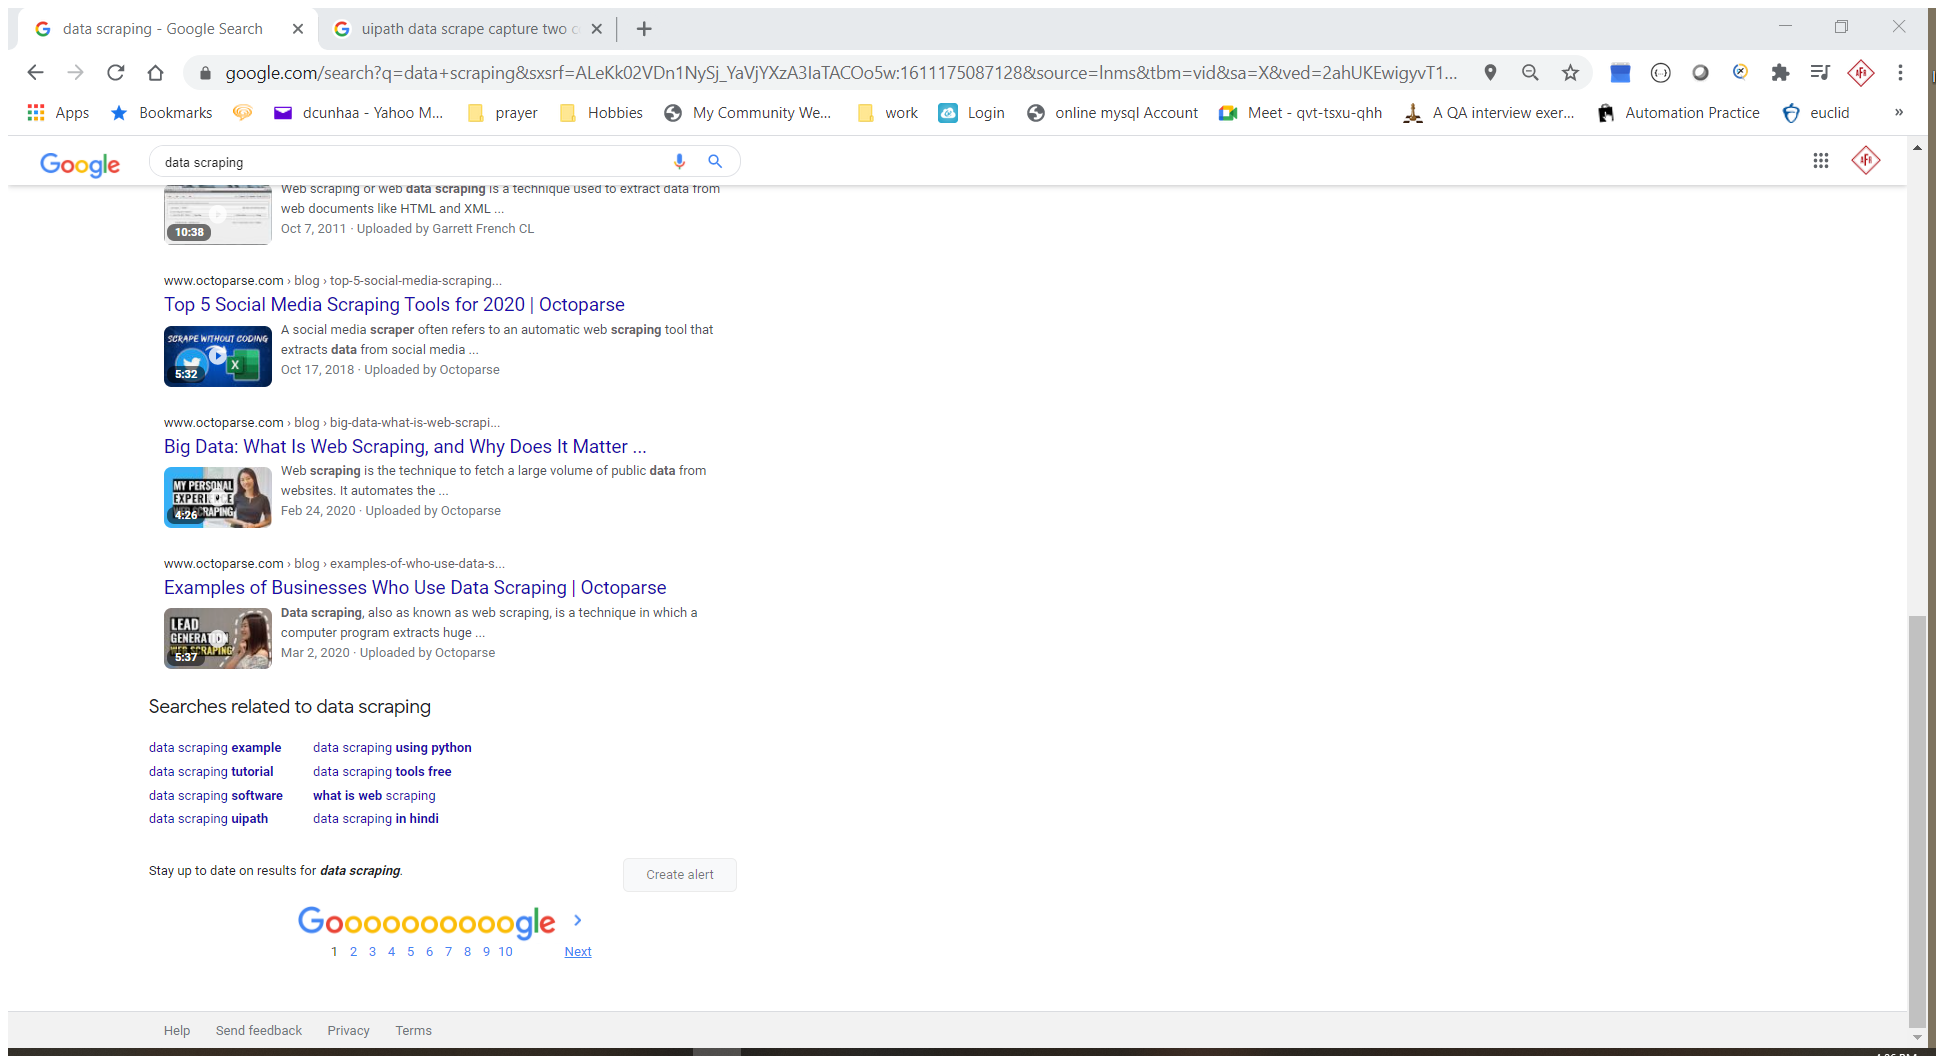 data scraping - Google Search
uipath data scrape capture two c
google.com/search?q=data+scraping&sxsrf=ALeKk02VDn1NySj_YaVjYXzA3IaTACOo5w:1611175087128&source=lnms&tbm=vid&sa=X&ved=2ahUKEwigyvT1...
Apps Bookmarks dcunhaa - Yahoo M... prayer Hobbies My Community We... work Login online mysql Account Meet - qvt-tsxu-qhh A QA interview exer... Automation Practice euclid »
Google data scraping
Web scraping or web data scraping is a technique used to extract data from
web documents like HTML and XML ...
10:38
Oct 7, 2011 · Uploaded by Garrett French CL
www.octoparse.com › blog › top-5-social-media-scraping...
Top 5 Social Media Scraping Tools for 2020 | Octoparse
SCRAPE WITHOUT CODING
X
5:32
A social media scraper often refers to an automatic web scraping tool that
extracts data from social media ...
Oct 17, 2018 · Uploaded by Octoparse
www.octoparse.com › blog › big-data-what-is-web-scrapi...
Big Data: What Is Web Scraping, and Why Does It Matter ...
MY PERSONAL
EXPERIENCE
WEB SCRAPING
4:26
Web scraping is the technique to fetch a large volume of public data from
websites. It automates the ...
Feb 24, 2020 · Uploaded by Octoparse
www.octoparse.com › blog › examples-of-who-use-data-s...
Examples of Businesses Who Use Data Scraping | Octoparse
LEAD
GENERATION
WEB SCRAPING
5:37
Data scraping, also as known as web scraping, is a technique in which a
computer program extracts huge ...
Mar 2, 2020 · Uploaded by Octoparse
Searches related to data scraping
data scraping example data scraping using python
data scraping tutorial data scraping tools free
data scraping software what is web scraping
data scraping uipath data scraping in hindi
Stay up to date on results for data scraping. Create alert
Goooooooooogle >
1 2 3 4 5 6 7 8 9 10 Next
Help Send feedback Privacy Terms